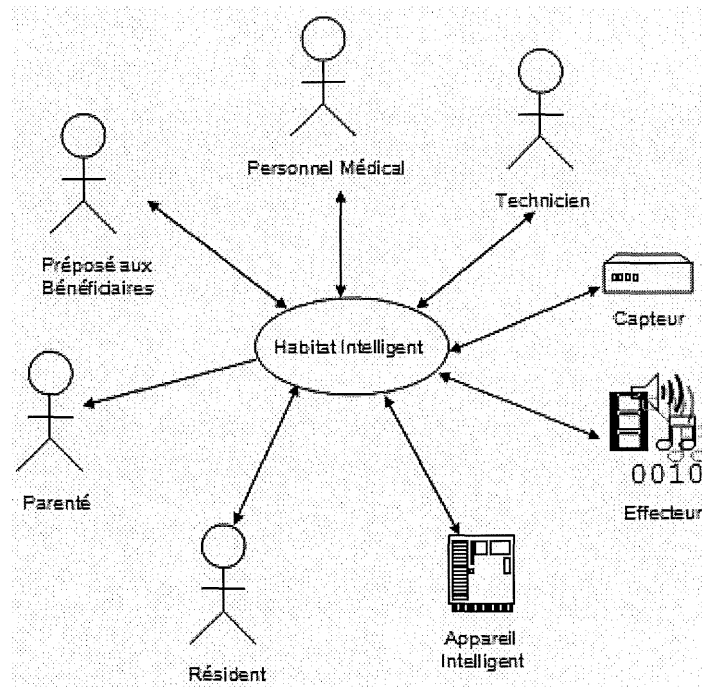 Personnel Médical
Technicien
Préposé aux
Bénéficiaires
Capteur
Habitat Intelligent
0010
Effecteur
Parenté
Appareil
Intelligent
Résident